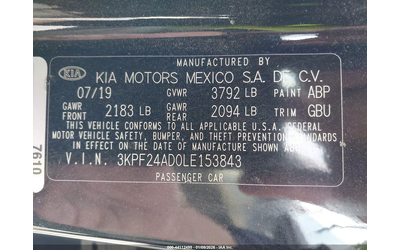 MANUFACTURED BY
KIA KIA MOTORS MEXICO S.A. DE C.V.
07/19 GVWR 3792 LB PAINT ABP
GAWR FRONT 2183 LB GAWR REAR 2094 LB TRIM GBU
THIS VEHICLE CONFORMS TO ALL APPLICABLE U.S. FEDERAL
MOTOR VEHICLE SAFETY, BUMPER, AND THEFT PREVENTION STANDARDS
IN EFFECT ON THE DATE OF MANUFACTURE SHOWN ABOVE.
V.I.N. 3KPF24AD0LE153843
PASSENGER CAR
7610